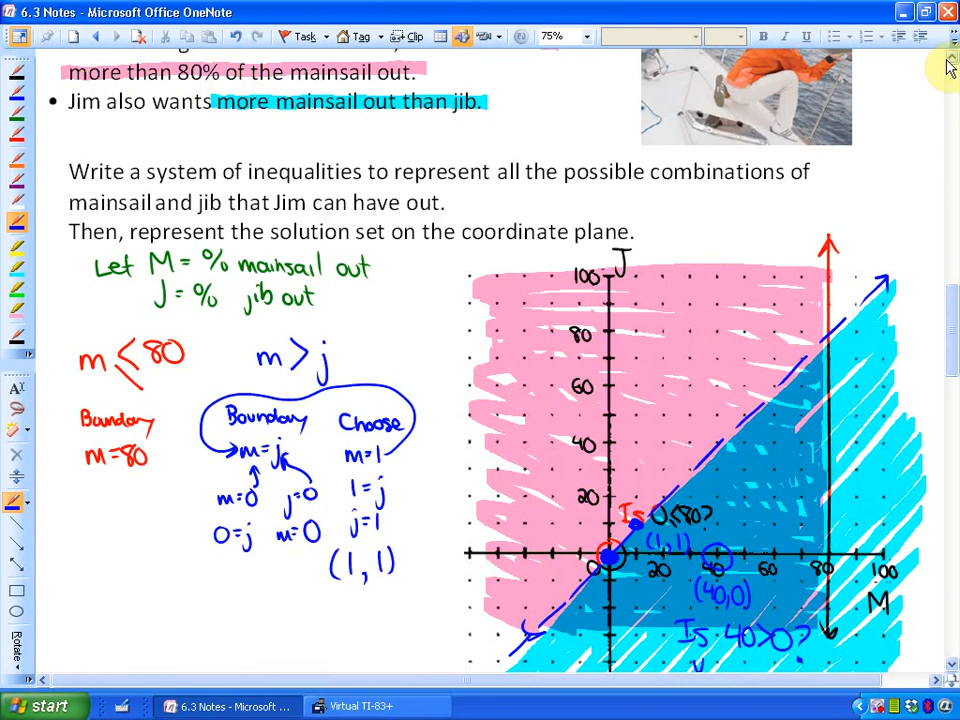 6.3 Notes - Microsoft Office OneNote
Task Tag Clip 75% B I U
more than 80% of the mainsail out.
• Jim also wants more mainsail out than jib.
Write a system of inequalities to represent all the possible combinations of
mainsail and jib that Jim can have out.
Then, represent the solution set on the coordinate plane.
Let M = % mainsail out
J = % jib out
m ≤ 80
m > j
Boundary
m = 80
Boundary
m = j
m=0 j=0
0=j m=0
Choose
m=1
1=j
j=1
(1,1)
J
100
80
60
40
20
0 20 40 60 80 100
M
Is 0≤80?
(1,1)
(40,0)
Is 40>0?
Rotate
start 6.3 Notes - Microsoft ... Virtual TI-83+